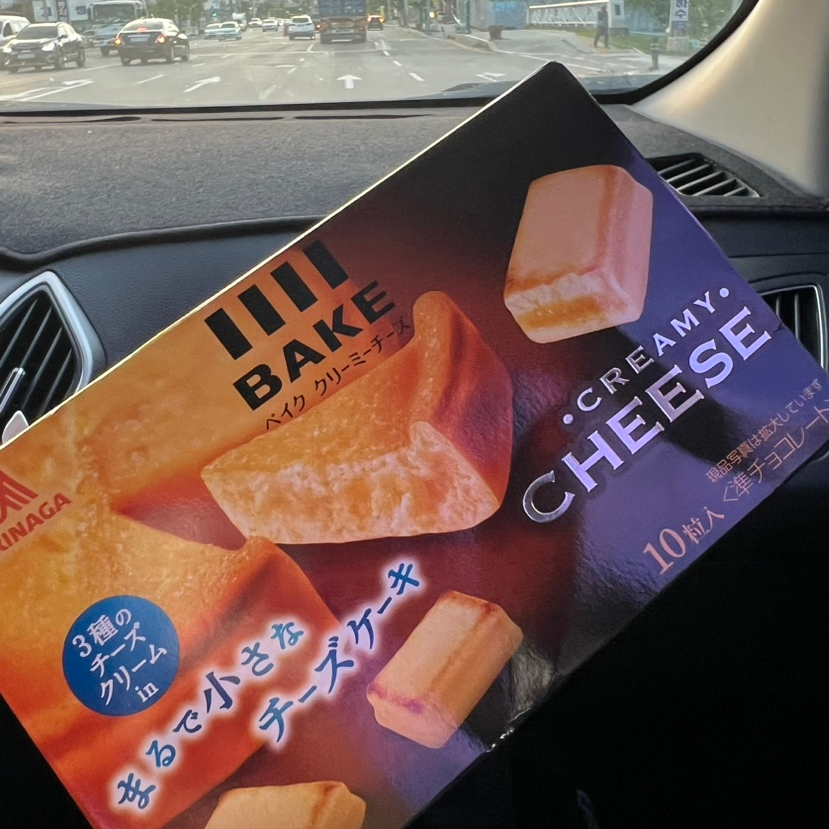 BAKE
ベイク クリーミーチーズ
•CREAMY•
CHEESE
現品写真は拡大しています
<準チョコレート
10粒入
RINAGA
3種の
チーズ
クリーム
in
まるで小さな
チーズケーキ